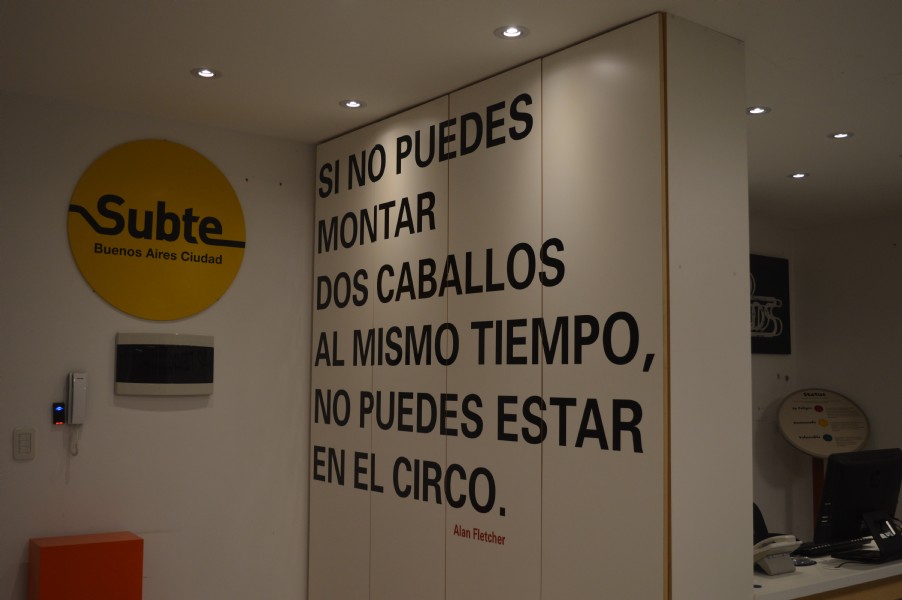 Subte
Buenos Aires Ciudad
SI NO PUEDES
MONTAR
DOS CABALLOS
AL MISMO TIEMPO,
NO PUEDES ESTAR
EN EL CIRCO.
Alan Fletcher